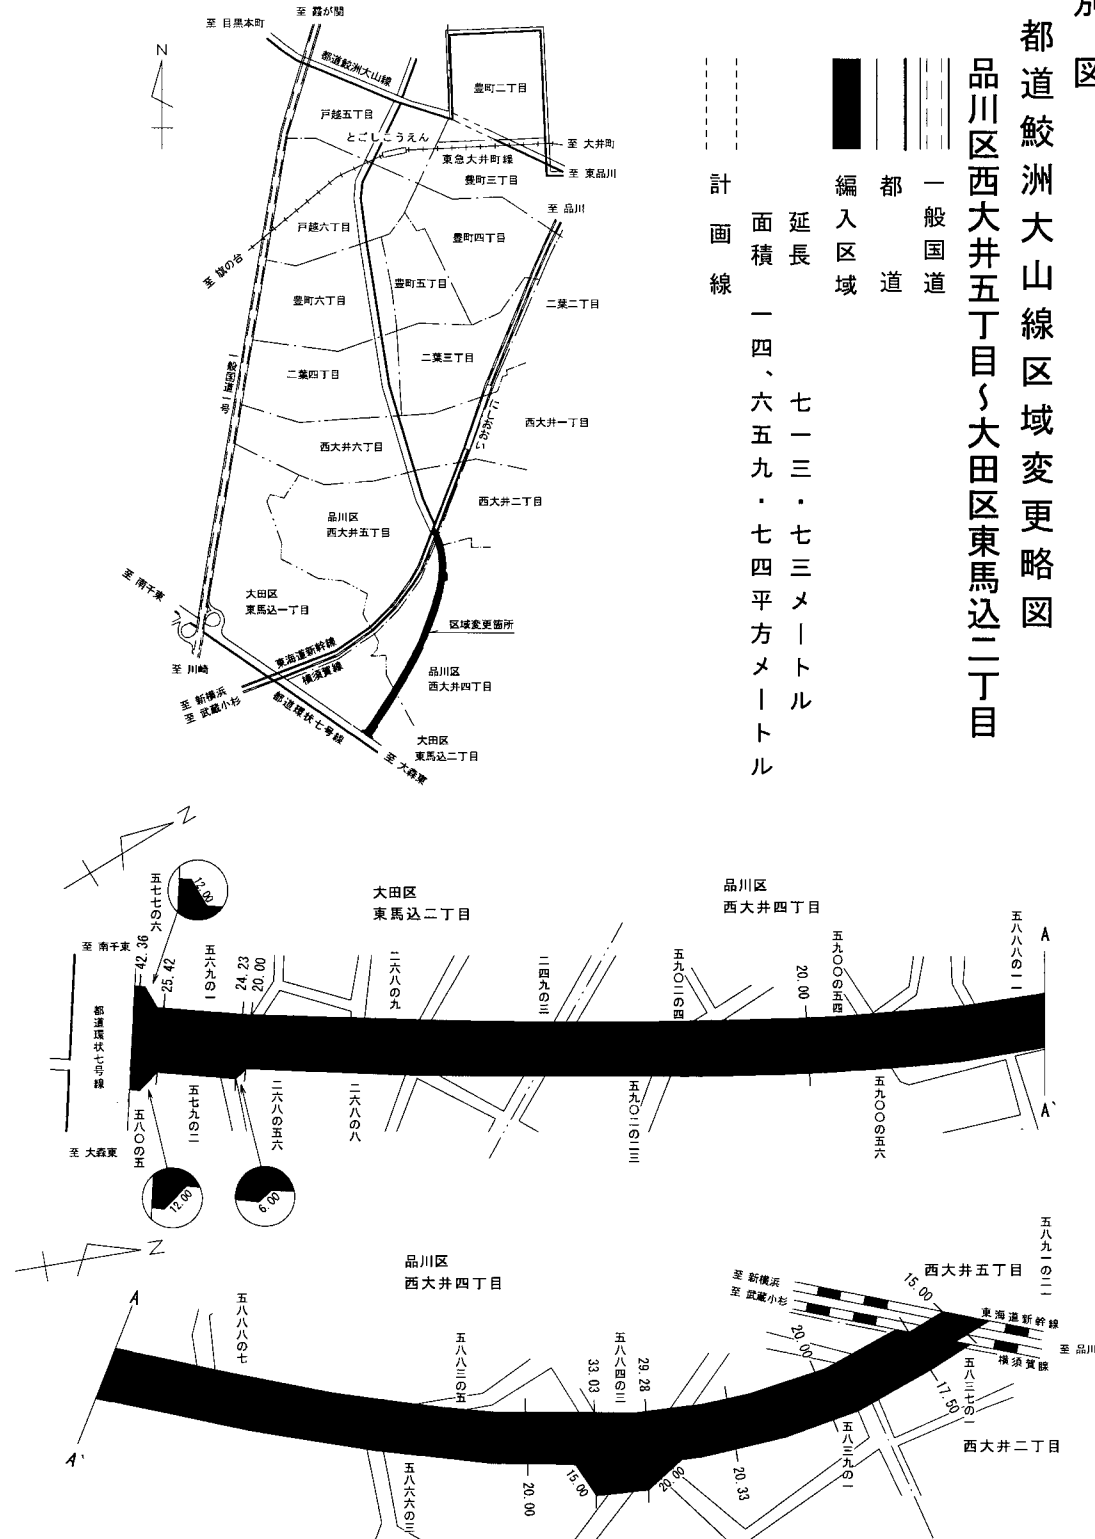 別図
都道鮫洲大山線区域変更略図
品川区西大井五丁目～大田区東馬込二丁目
一般国道
都道
編入区域
延長 七一三・七三メートル
面積 一四、六五九・七四平方メートル
計画線
至 霞が関
至 目黒本町
N
都道鮫洲大山線
豊町二丁目
戸越五丁目
とごしこうえん
至 大井町
東急大井町線
至 東品川
豊町三丁目
至 品川
戸越六丁目
豊町四丁目
至 旗の台
豊町五丁目
豊町六丁目
二葉二丁目
二葉三丁目
二葉四丁目
一般国道一号
にしおおい
西大井一丁目
西大井六丁目
西大井二丁目
品川区
西大井五丁目
至 南千束
大田区
東馬込一丁目
区域変更箇所
東海道新幹線
横須賀線
至 川崎
品川区
西大井四丁目
至 新横浜
至 武蔵小杉
都道環状七号線
大田区
東馬込二丁目
至 大森東
N
12.00
五七七の六
大田区
東馬込二丁目
品川区
西大井四丁目
至 南千束
42.36
25.42
五六九の一
24.23
20.00
二六八の九
二四九の三
五九〇一の四
20.00
五九〇〇の五四
五八八八の一一
A
都道環状七号線
五八〇の五
五七九の二
二六八の五六
二六八の八
五九〇一の二三
五九〇〇の五六
A'
至 大森東
12.00
6.00
N
品川区
西大井四丁目
至 新横浜
至 武蔵小杉
15.00
西大井五丁目
五八九一の二一
東海道新幹線
至 品川
横須賀線
A
五八八八の七
五八八三の五
33.03
五八八四の三
29.28
20.00
17.50
五八三七の一
西大井二丁目
A'
五八六六の三
20.00
15.00
20.00
20.33
五八三九の一